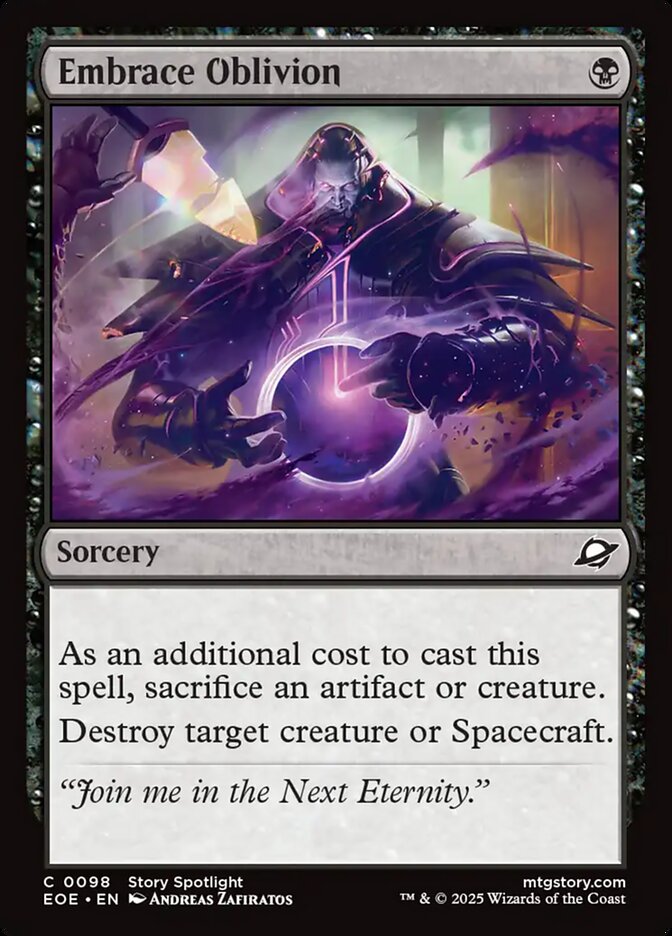 Embrace Oblivion
Sorcery
As an additional cost to cast this
spell, sacrifice an artifact or creature.
Destroy target creature or Spacecraft.
“Join me in the Next Eternity.”
C 0098 Story Spotlight
mtgstory.com
EOE • EN Andreas Zafiratos
™ & © 2025 Wizards of the Coast